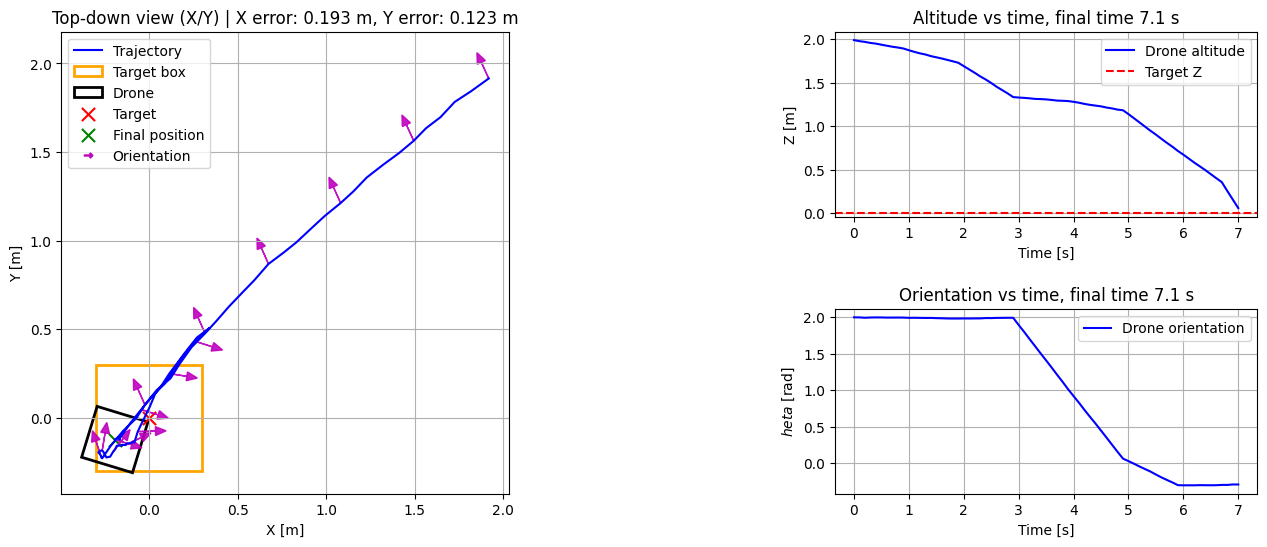 Top-down view (X/Y) | X error: 0.193 m, Y error: 0.123 m
Trajectory
Target box
Drone
Target
Final position
Orientation
2.0
1.5
1.0
0.5
0.0
Y [m]
0.0 0.5 1.0 1.5 2.0
X [m]
Altitude vs time, final time 7.1 s
Drone altitude
Target Z
2.0
1.5
1.0
0.5
0.0
Z [m]
0 1 2 3 4 5 6 7
Time [s]
Orientation vs time, final time 7.1 s
Drone orientation
2.0
1.5
1.0
0.5
0.0
heta [rad]
0 1 2 3 4 5 6 7
Time [s]